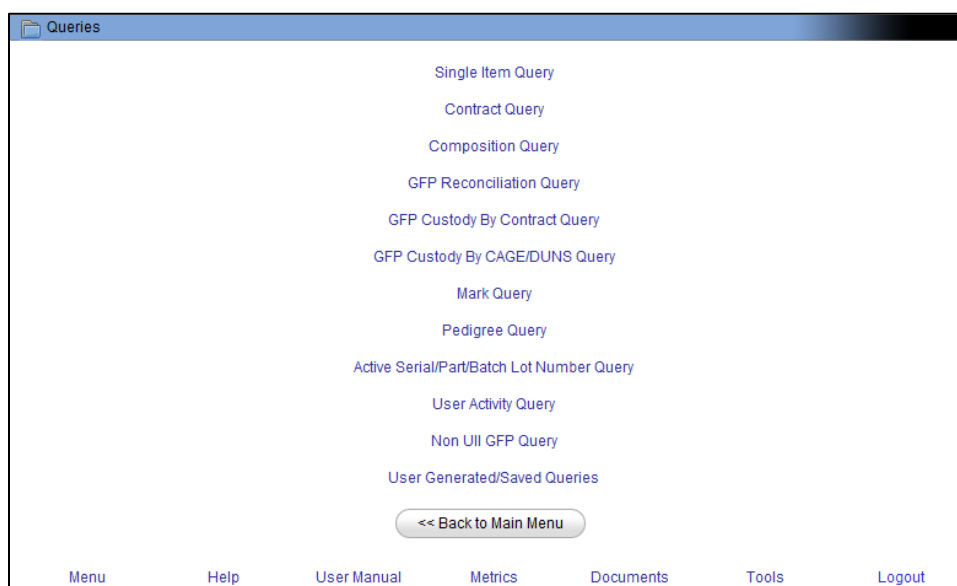 Queries
Single Item Query
Contract Query
Composition Query
GFP Reconciliation Query
GFP Custody By Contract Query
GFP Custody By CAGE/DUNS Query
Mark Query
Pedigree Query
Active Serial/Part/Batch Lot Number Query
User Activity Query
Non UII GFP Query
User Generated/Saved Queries
<< Back to Main Menu
Menu Help User Manual Metrics Documents Tools Logout